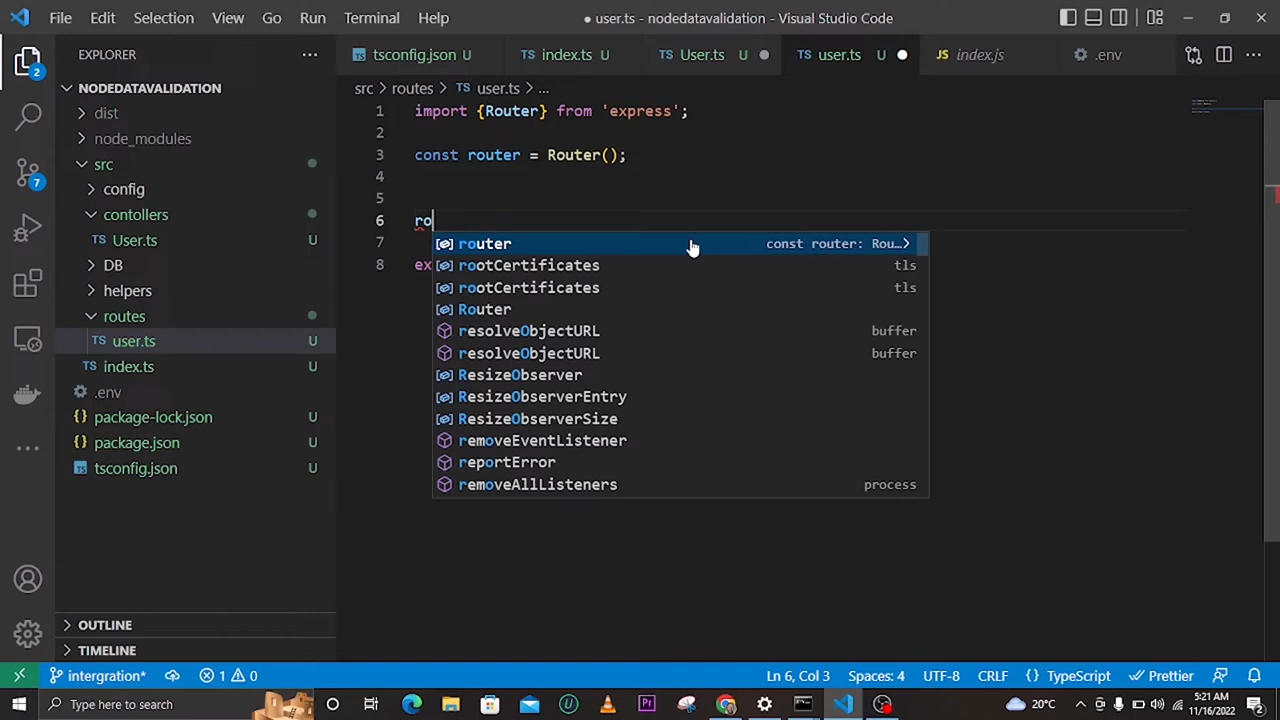 File Edit Selection View Go Run Terminal Help
● user.ts - nodedatavalidation - Visual Studio Code
EXPLORER
tsconfig.json U
index.ts U
User.ts U
user.ts U
index.js
.env
NODEDATAVALIDATION
dist
node_modules
src
config
contollers
User.ts U
DB
helpers
routes
user.ts U
index.ts U
.env
package-lock.json U
package.json U
tsconfig.json U
OUTLINE
TIMELINE
2
7
src > routes > user.ts > ...
1 import {Router} from 'express';
2
3 const router = Router();
4
5
6 ro
7
8 ex
router const router: Rou…
rootCertificates tls
rootCertificates tls
Router
resolveObjectURL buffer
resolveObjectURL buffer
ResizeObserver
ResizeObserverEntry
ResizeObserverSize
removeEventListener
reportError
removeAllListeners process
intergration* 1 0 Ln 6, Col 3 Spaces: 4 UTF-8 CRLF {} TypeScript Prettier
Type here to search
Pr
20°C
5:21 AM
11/16/2022
2